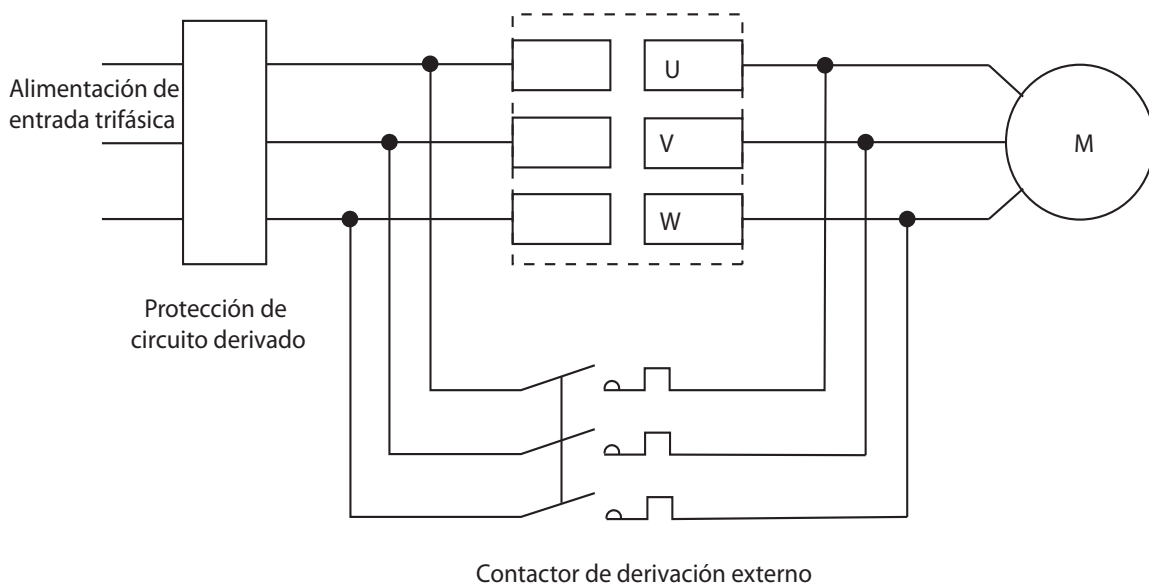 Alimentación de
entrada trifásica
U
V
W
M
Protección de
circuito derivado
Contactor de derivación externo